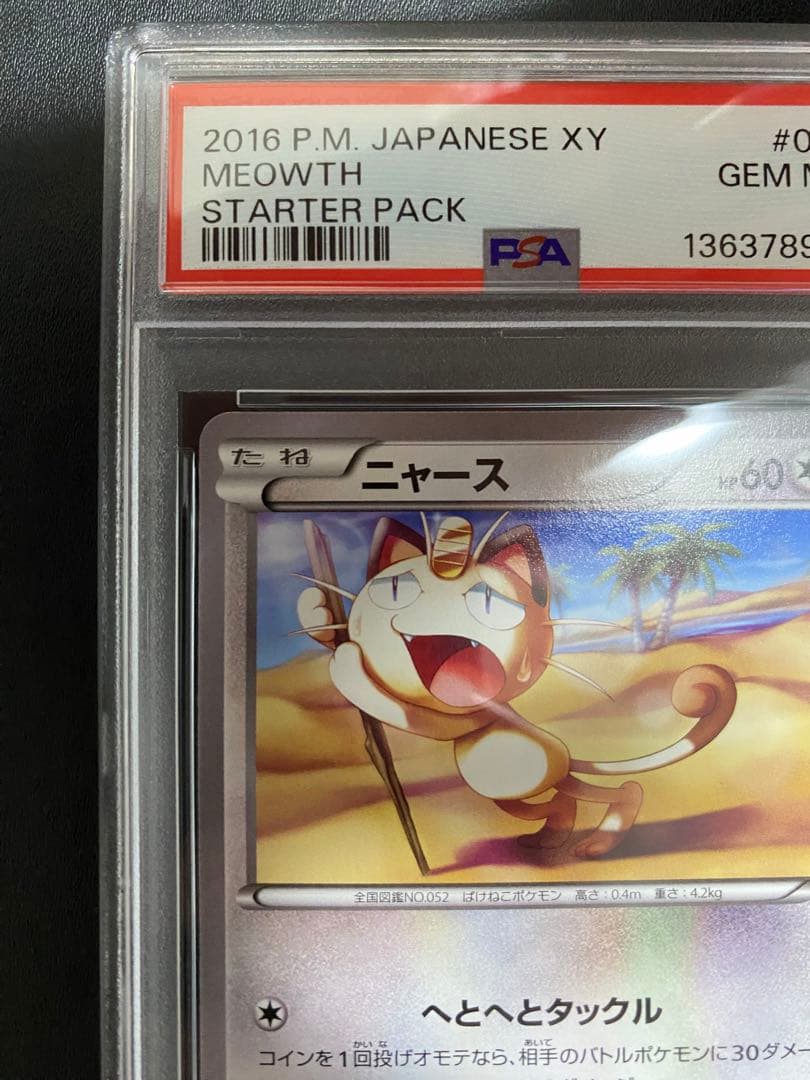 2016 P.M. JAPANESE XY #0
MEOWTH GEM M
STARTER PACK
PSA 1363789
たね ニャース HP60
全国図鑑NO.052 ばけねこポケモン 高さ:0.4m 重さ:4.2kg
へとへとタックル
コインを1回投げオモテなら、相手のバトルポケモンに30ダメー